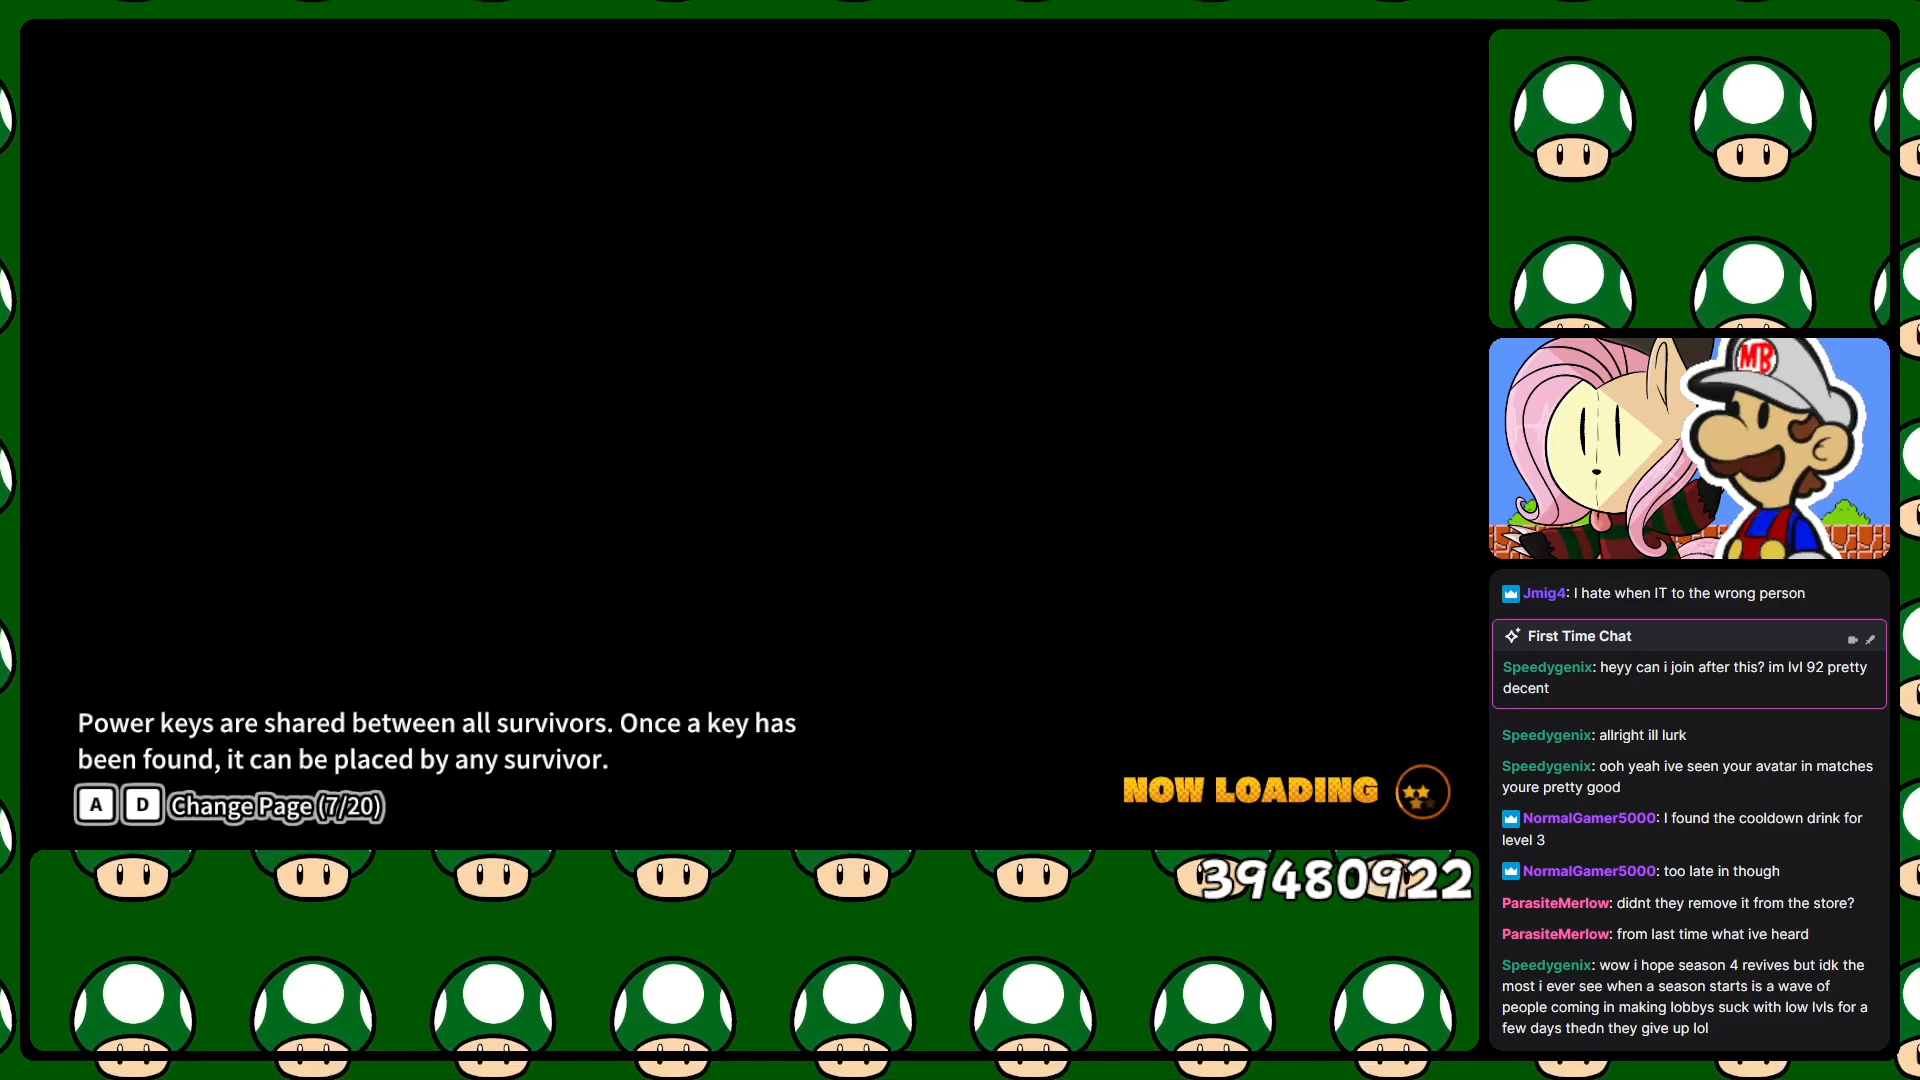 MB
Jmig4: I hate when IT to the wrong person
First Time Chat
Speedygenix: heyy can i join after this? im lvl 92 pretty
decent
Speedygenix: allright ill lurk
Speedygenix: ooh yeah ive seen your avatar in matches
youre pretty good
NormalGamer5000: I found the cooldown drink for
level 3
NormalGamer5000: too late in though
ParasiteMerlow: didnt they remove it from the store?
ParasiteMerlow: from last time what ive heard
Speedygenix: wow i hope season 4 revives but idk the
most i ever see when a season starts is a wave of
people coming in making lobbys suck with low lvls for a
few days thedn they give up lol
Power keys are shared between all survivors. Once a key has
been found, it can be placed by any survivor.
A D Change Page (7/20)
NOW LOADING
39480922